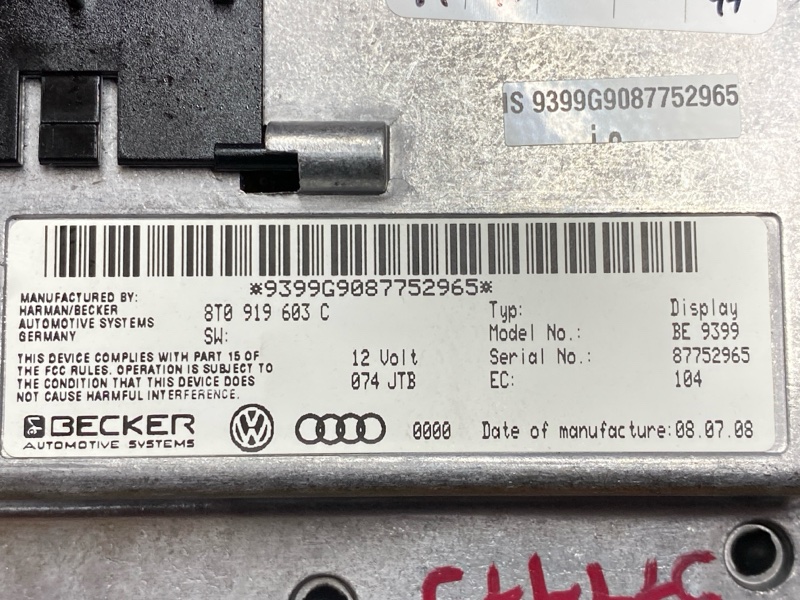 IS 9399G9087752965
i.o
*9399G9087752965*
MANUFACTURED BY:
HARMAN/BECKER
AUTOMOTIVE SYSTEMS
GERMANY
8T0 919 603 C
SW:
Typ: Display
Model No.: BE 9399
Serial No.: 87752965
EC: 104
THIS DEVICE COMPLIES WITH PART 15 OF
THE FCC RULES. OPERATION IS SUBJECT TO
THE CONDITION THAT THIS DEVICE DOES
NOT CAUSE HARMFUL INTERFERENCE.
12 Volt
074 JTB
BECKER
AUTOMOTIVE SYSTEMS
VW
0000 Date of manufacture:08.07.08